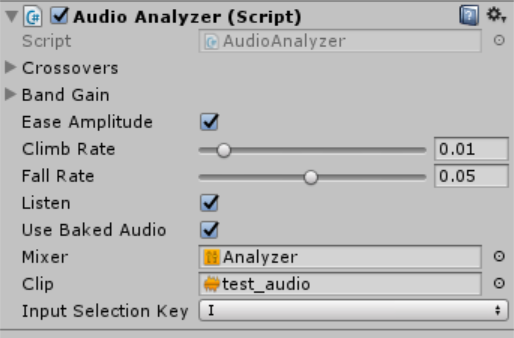 Audio Analyzer (Script)
Script AudioAnalyzer
Crossovers
Band Gain
Ease Amplitude
Climb Rate 0.01
Fall Rate 0.05
Listen
Use Baked Audio
Mixer Analyzer
Clip test_audio
Input Selection Key I